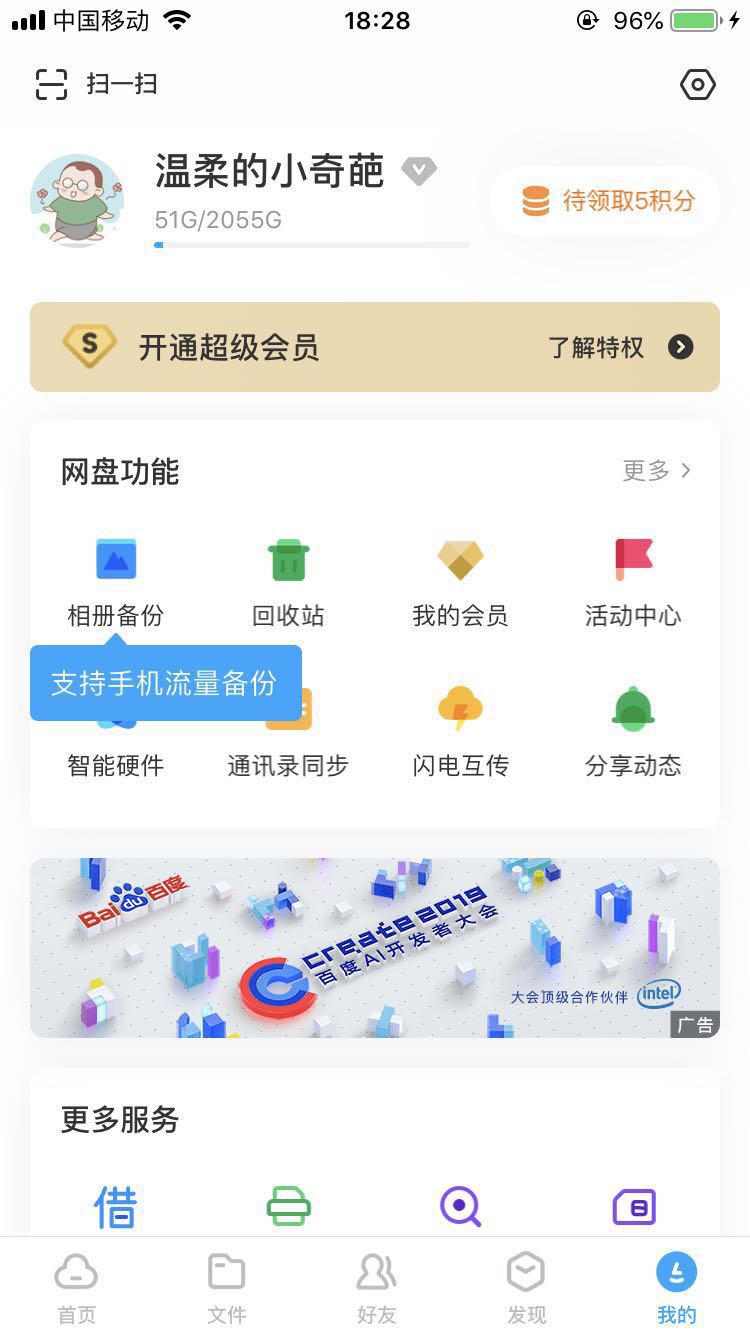 中国移动 18:28 96%
扫一扫
温柔的小奇葩
51G/2055G
待领取5积分
S 开通超级会员 了解特权
网盘功能 更多
相册备份 回收站 我的会员 活动中心
支持手机流量备份
智能硬件 通讯录同步 闪电互传 分享动态
Baidu百度
create2019
百度AI开发者大会
大会顶级合作伙伴 intel
广告
更多服务
借
首页 文件 好友 发现 我的